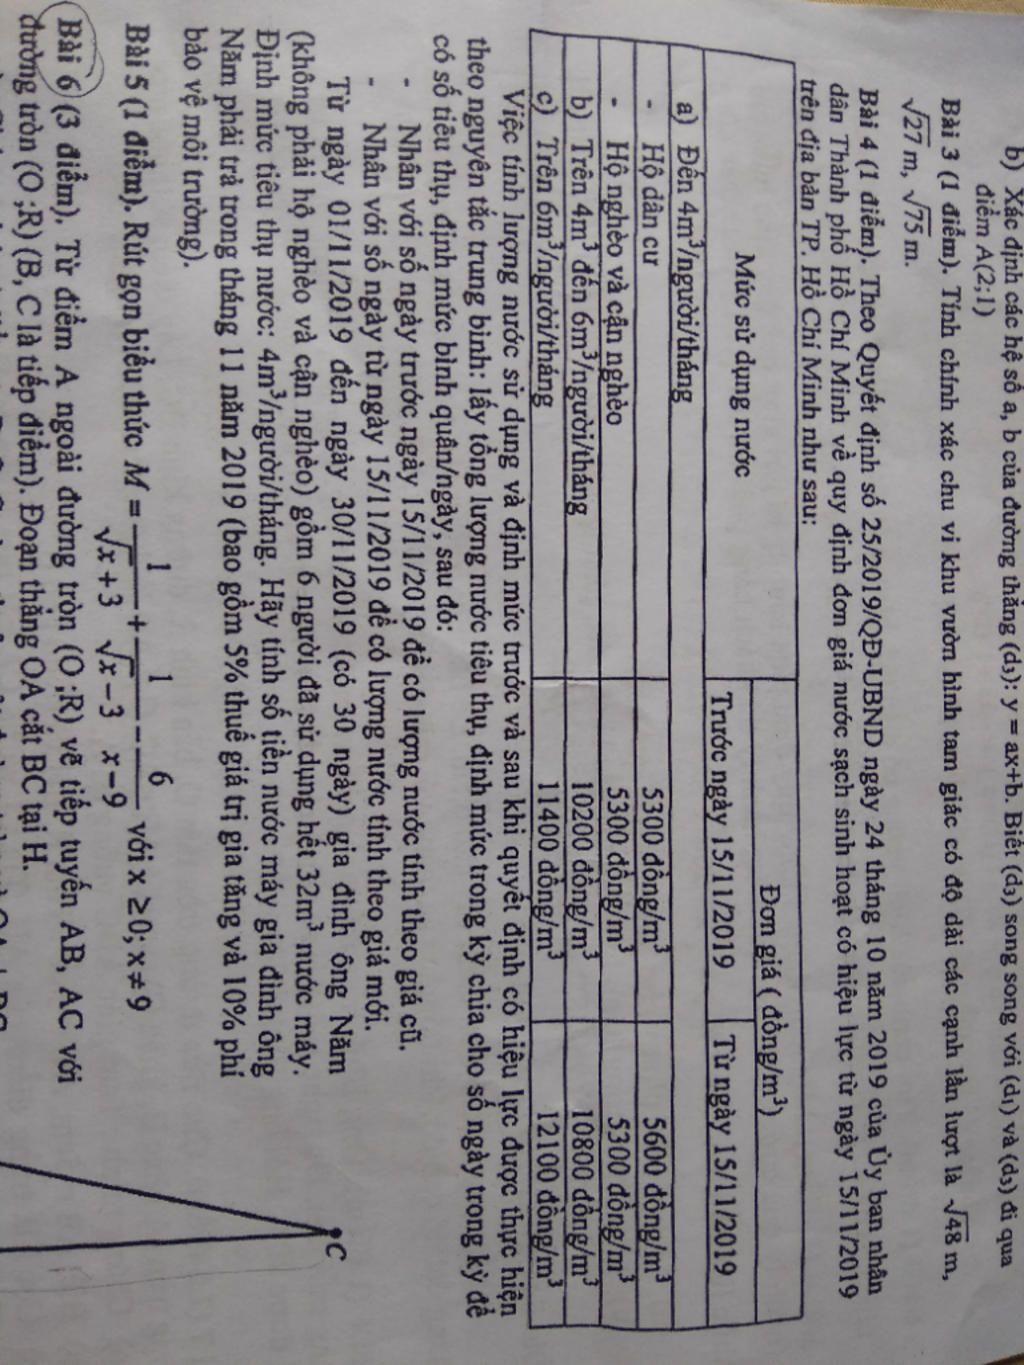 b) Xác định các hệ số a, b của đường thẳng (d₃): y = ax+b. Biết (d₃) song song với (d₁) và (d₃) đi qua
điểm A(2;1)
Bài 3 (1 điểm). Tính chính xác chu vi khu vườn hình tam giác có độ dài các cạnh lần lượt là √48 m,
√27 m, √75 m.
Bài 4 (1 điểm). Theo Quyết định số 25/2019/QĐ-UBND ngày 24 tháng 10 năm 2019 của Ủy ban nhân
dân Thành phố Hồ Chí Minh về quy định đơn giá nước sạch sinh hoạt có hiệu lực từ ngày 15/11/2019
trên địa bàn TP. Hồ Chí Minh như sau:
Mức sử dụng nước
Đơn giá ( đồng/m³)
Trước ngày 15/11/2019
Từ ngày 15/11/2019
a) Đến 4m³/người/tháng
- Hộ dân cư 5300 đồng/m³ 5600 đồng/m³
- Hộ nghèo và cận nghèo 5300 đồng/m³ 5300 đồng/m³
b) Trên 4m³ đến 6m³/người/tháng 10200 đồng/m³ 10800 đồng/m³
c) Trên 6m³/người/tháng 11400 đồng/m³ 12100 đồng/m³
Việc tính lượng nước sử dụng và định mức trước và sau khi quyết định có hiệu lực được thực hiện
theo nguyên tắc trung bình: lấy tổng lượng nước tiêu thụ, định mức trong kỳ chia cho số ngày trong kỳ để
có số tiêu thụ, định mức bình quân/ngày, sau đó:
- Nhân với số ngày trước ngày 15/11/2019 để có lượng nước tính theo giá cũ.
- Nhân với số ngày từ ngày 15/11/2019 để có lượng nước tính theo giá mới.
Từ ngày 01/11/2019 đến ngày 30/11/2019 (có 30 ngày) gia đình ông Năm
(không phải hộ nghèo và cận nghèo) gồm 6 người đã sử dụng hết 32m³ nước máy.
Định mức tiêu thụ nước: 4m³/người/tháng. Hãy tính số tiền nước máy gia đình ông
Năm phải trả trong tháng 11 năm 2019 (bao gồm 5% thuế giá trị gia tăng và 10% phí
bảo vệ môi trường).
Bài 5 (1 điểm). Rút gọn biểu thức M = 1/(√x+3) + 1/(√x−3) − 6/(x−9) với x ≥ 0; x ≠ 9
Bài 6 (3 điểm). Từ điểm A ngoài đường tròn (O ;R) vẽ tiếp tuyến AB, AC với
đường tròn (O ;R) (B, C là tiếp điểm). Đoạn thẳng OA cắt BC tại H.
C